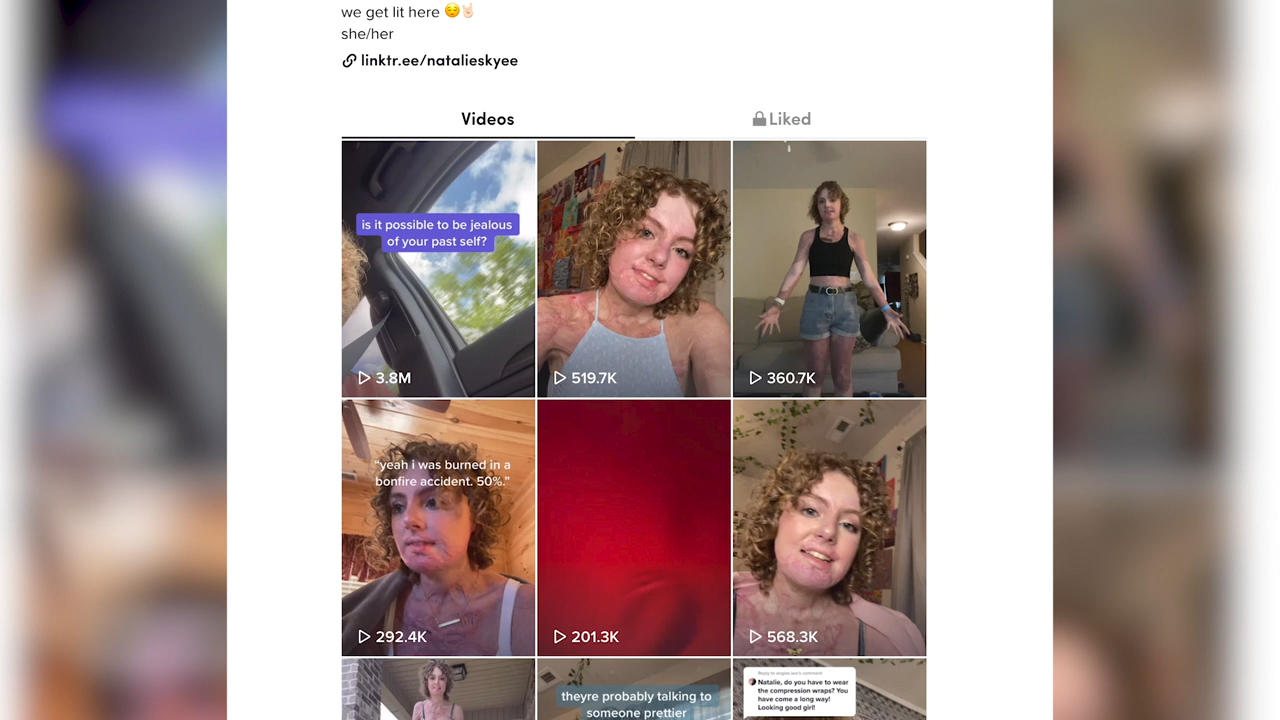 we get lit here 😌🤞🏻
she/her
linktr.ee/natalieskyee
Videos
Liked
is it possible to be jealous
of your past self?
3.8M
519.7K
360.7K
"yeah i was burned in a
bonfire accident. 50%."
292.4K
201.3K
568.3K
theyre probably talking to
someone prettier
Natalie, do you have to wear
the compression wraps? You
have come a long way!
Looking good girl!